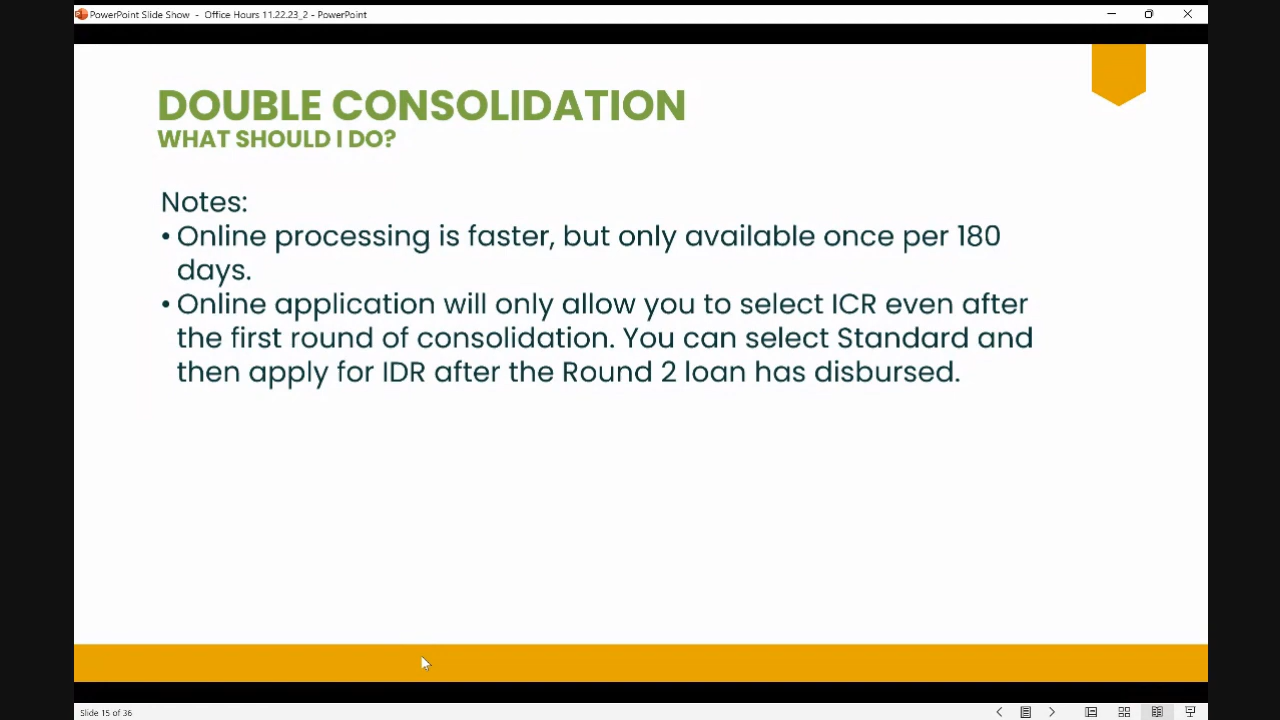 PowerPoint Slide Show - Office Hours 11.22.23_2 - PowerPoint
DOUBLE CONSOLIDATION
WHAT SHOULD I DO?
Notes:
• Online processing is faster, but only available once per 180
days.
• Online application will only allow you to select ICR even after
the first round of consolidation. You can select Standard and
then apply for IDR after the Round 2 loan has disbursed.
Slide 15 of 36